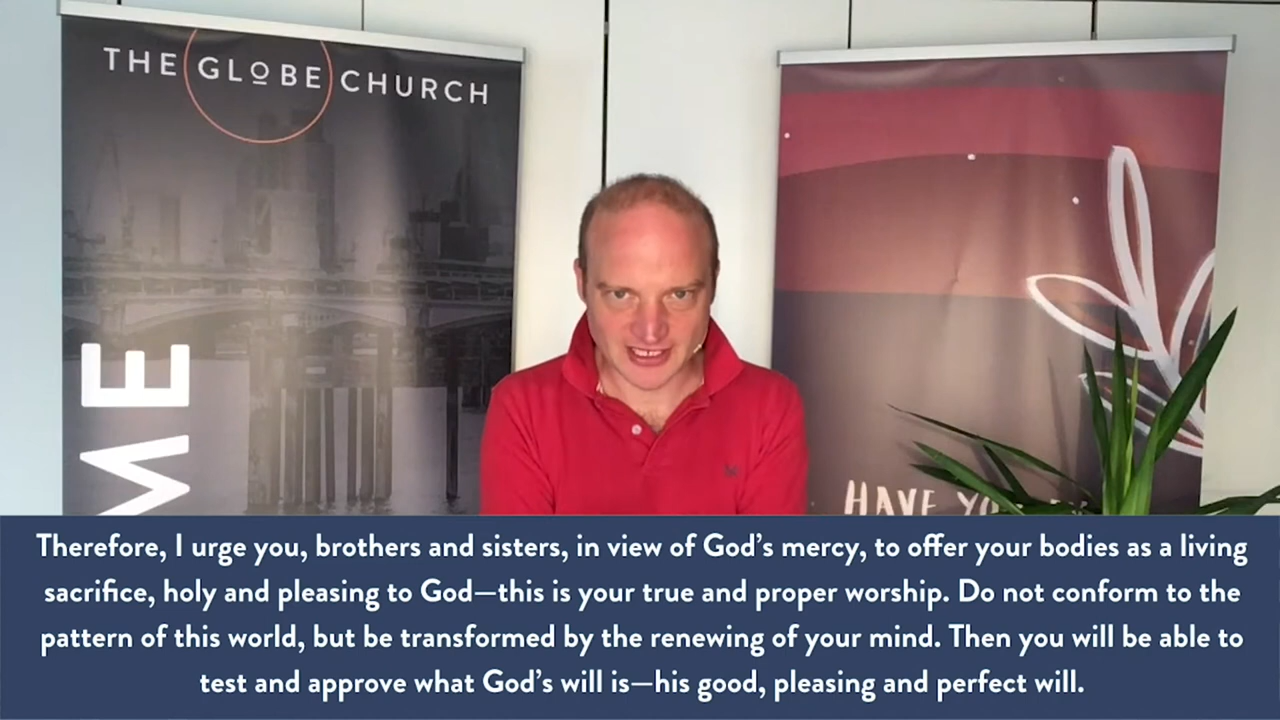 THE GLOBE CHURCH
ME
HAVE YO
Therefore, I urge you, brothers and sisters, in view of God's mercy, to offer your bodies as a living
sacrifice, holy and pleasing to God—this is your true and proper worship. Do not conform to the
pattern of this world, but be transformed by the renewing of your mind. Then you will be able to
test and approve what God's will is—his good, pleasing and perfect will.